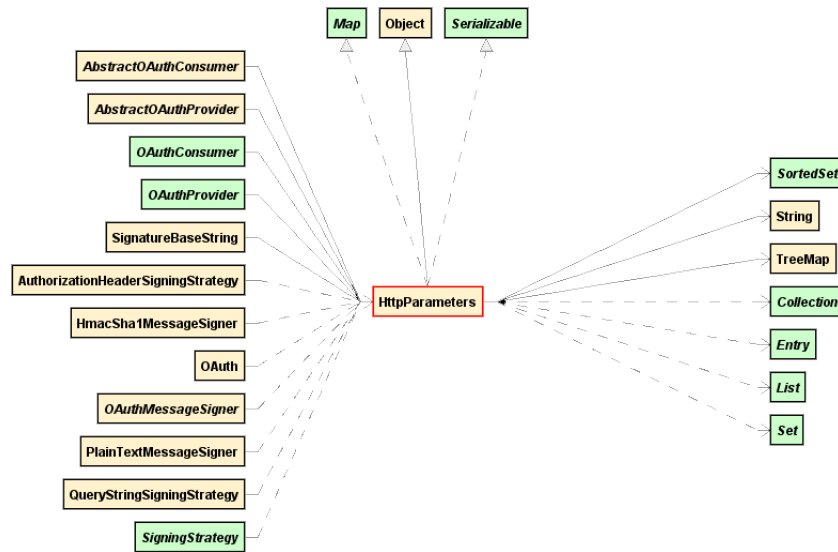 Map
Object
Serializable
AbstractOAuthConsumer
AbstractOAuthProvider
OAuthConsumer
OAuthProvider
SignatureBaseString
AuthorizationHeaderSigningStrategy
HmacSha1MessageSigner
OAuth
OAuthMessageSigner
PlainTextMessageSigner
QueryStringSigningStrategy
SigningStrategy
HttpParameters
SortedSet
String
TreeMap
Collection
Entry
List
Set